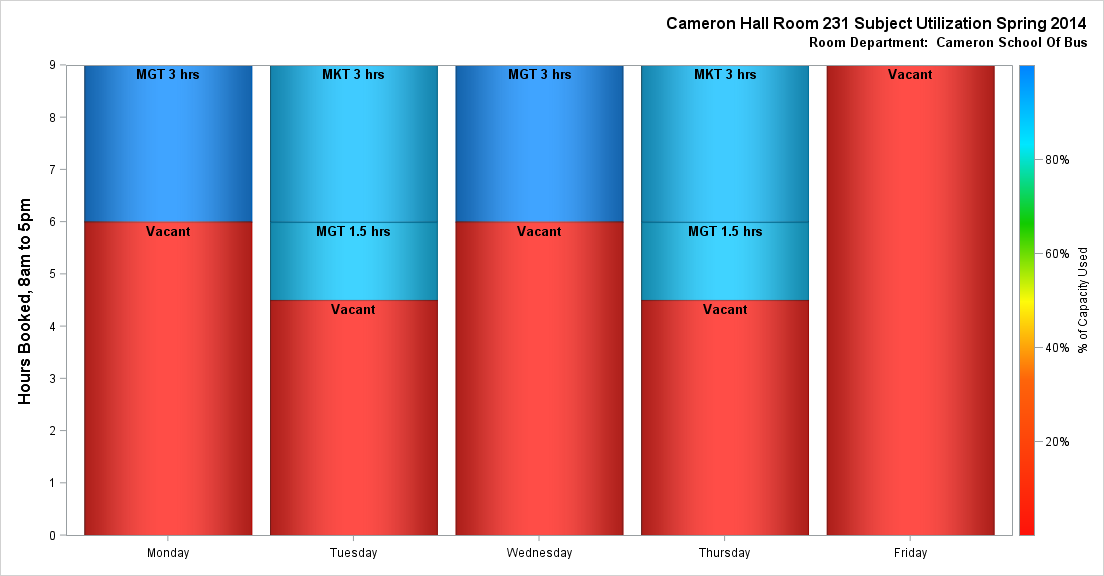 Cameron Hall Room 231 Subject Utilization Spring 2014
Room Department:  Cameron School Of Bus
Hours Booked, 8am to 5pm
9
8
7
6
5
4
3
2
1
0
MGT 3 hrs
Vacant
MKT 3 hrs
MGT 1.5 hrs
Vacant
MGT 3 hrs
Vacant
MKT 3 hrs
MGT 1.5 hrs
Vacant
Vacant
Monday
Tuesday
Wednesday
Thursday
Friday
80%
60%
40%
20%
% of Capacity Used